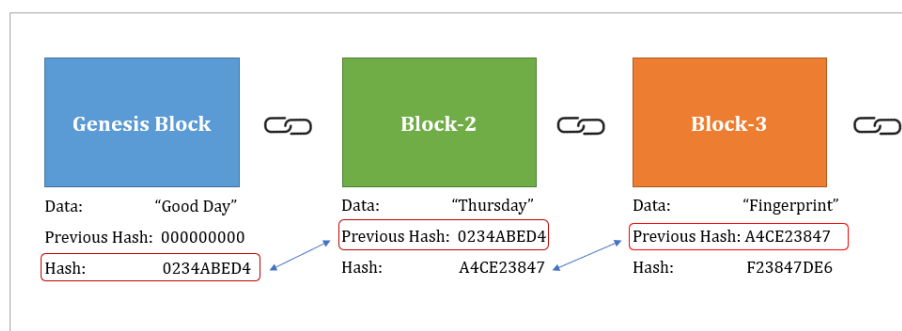 Genesis Block
Block-2
Block-3
Data: “Good Day”
Previous Hash: 000000000
Hash: 0234ABED4
Data: “Thursday”
Previous Hash: 0234ABED4
Hash: A4CE23847
Data: “Fingerprint”
Previous Hash: A4CE23847
Hash: F23847DE6